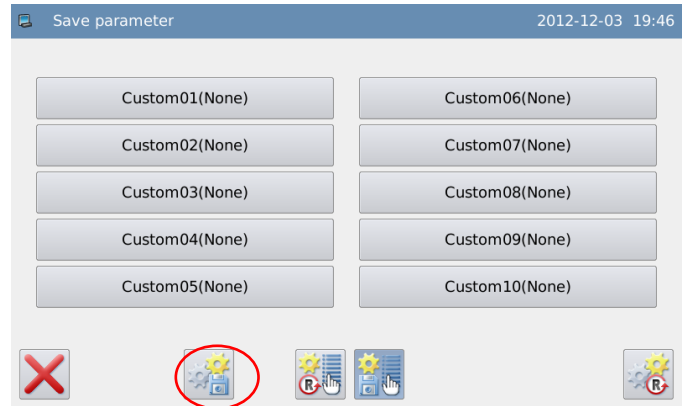 Save parameter 2012-12-03 19:46
Custom01(None) Custom06(None)
Custom02(None) Custom07(None)
Custom03(None) Custom08(None)
Custom04(None) Custom09(None)
Custom05(None) Custom10(None)
R R